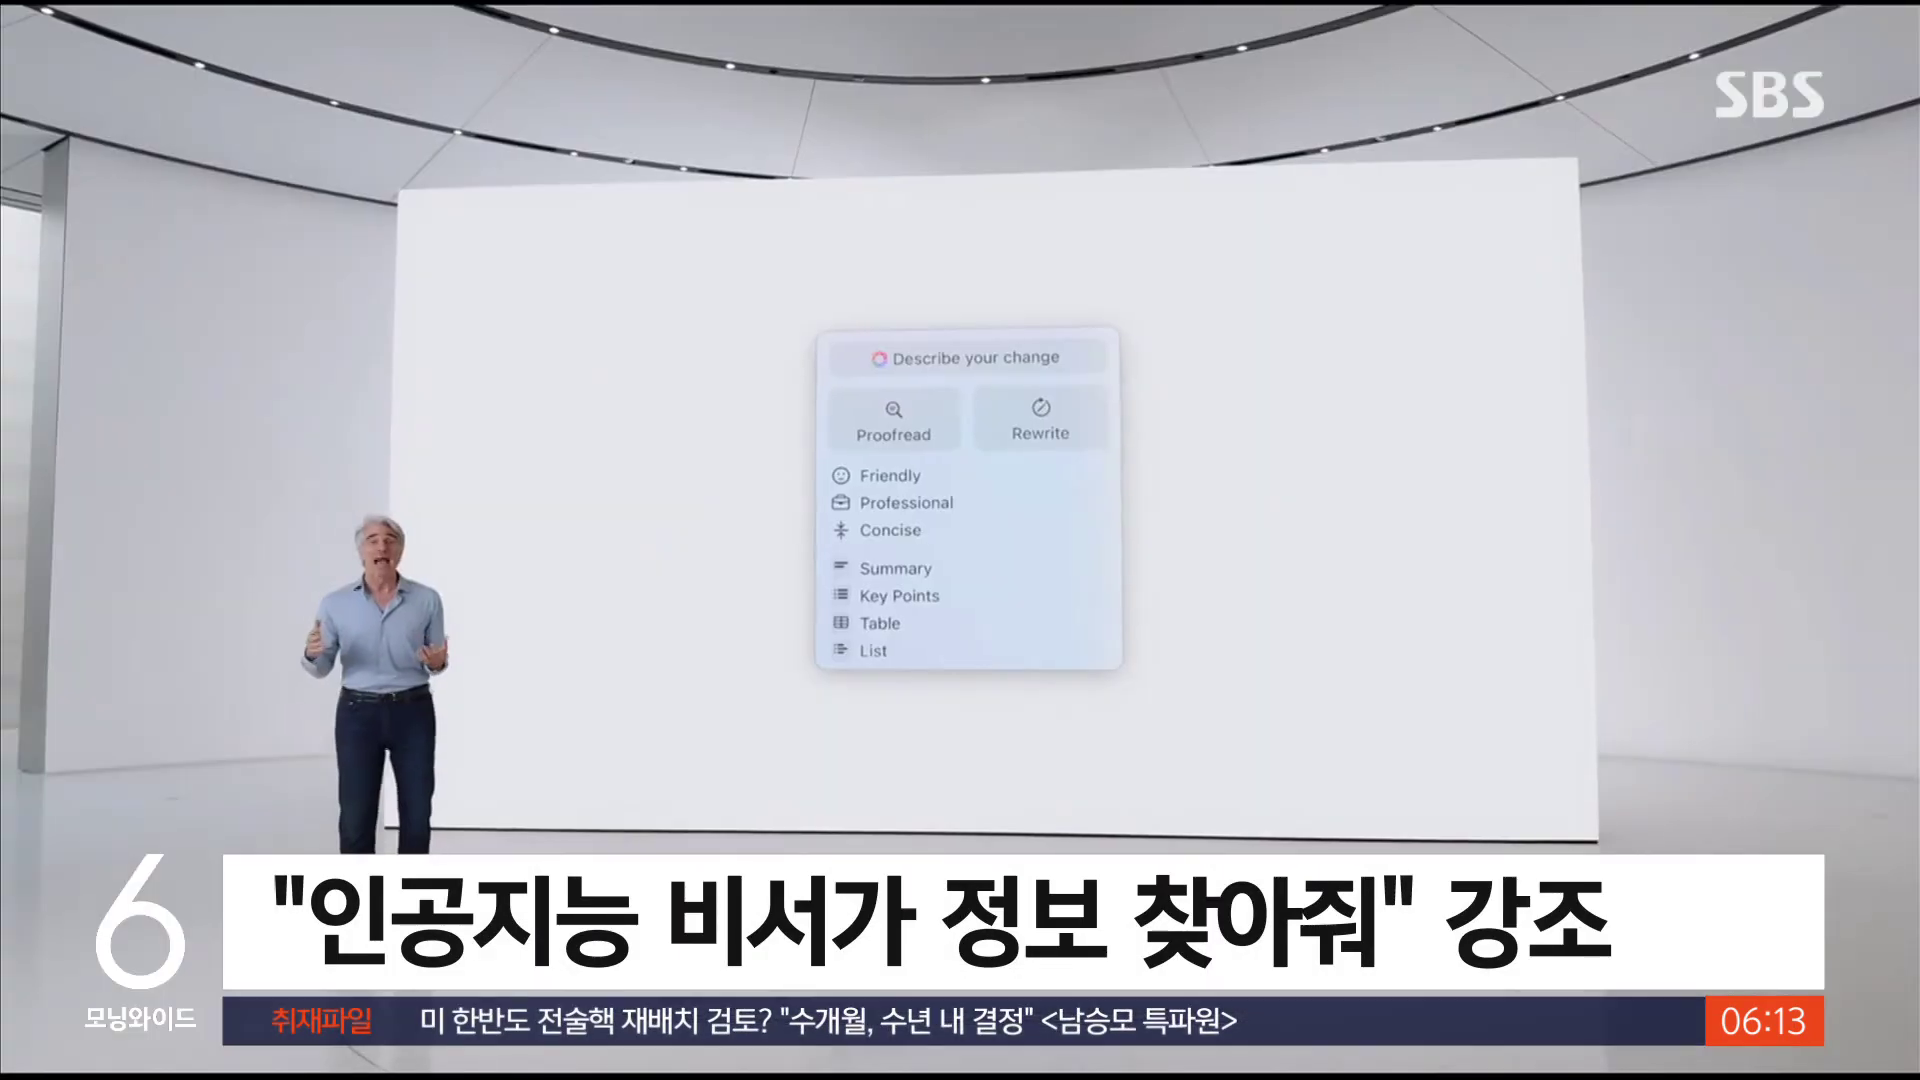 SBS
Describe your change
Proofread
Rewrite
Friendly
Professional
Concise
Summary
Key Points
Table
List
6
"인공지능 비서가 정보 찾아줘" 강조
모닝와이드
취재파일 미 한반도 전술핵 재배치 검토? "수개월, 수년 내 결정" <남승모 특파원>
06:13